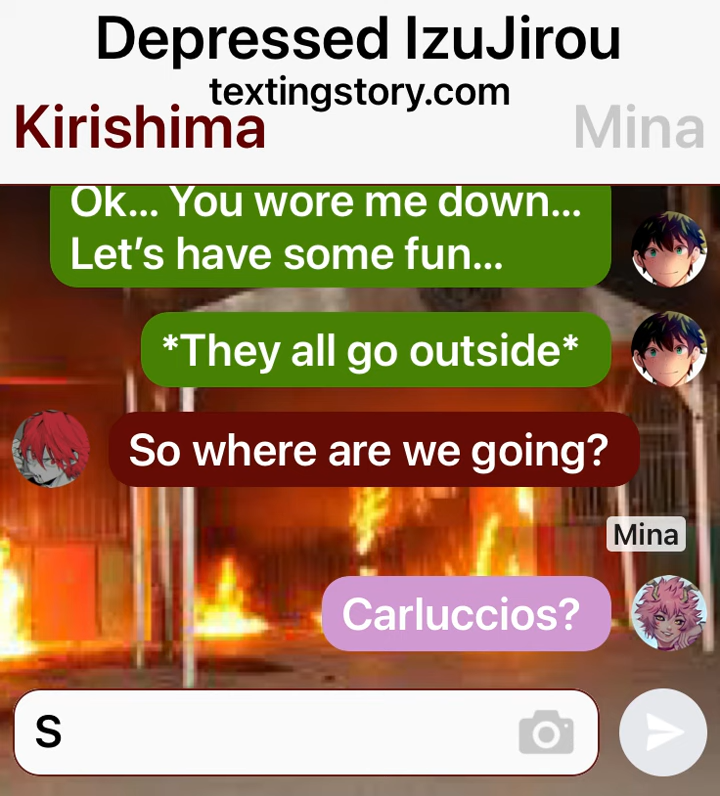 Depressed IzuJirou
textingstory.com
Kirishima
Mina
Ok... You wore me down...
Let’s have some fun...
*They all go outside*
So where are we going?
Mina
Carluccios?
S